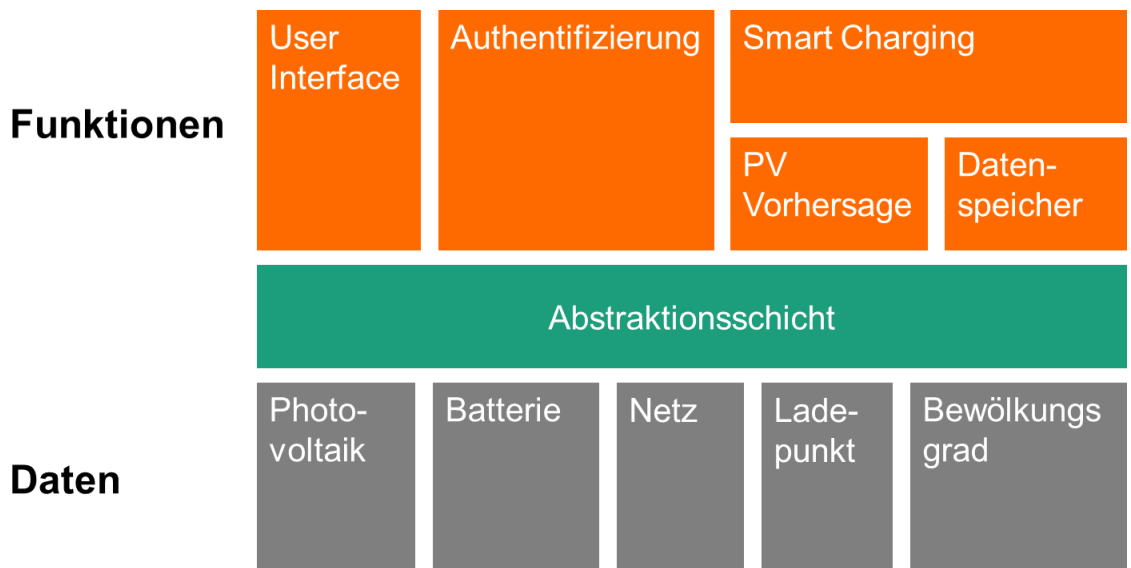 User
Interface
Authentifizierung
Smart Charging
Funktionen
PV
Vorhersage
Daten-
speicher
Abstraktionsschicht
Photo-
voltaik
Batterie
Netz
Lade-
punkt
Bewölkungs
grad
Daten